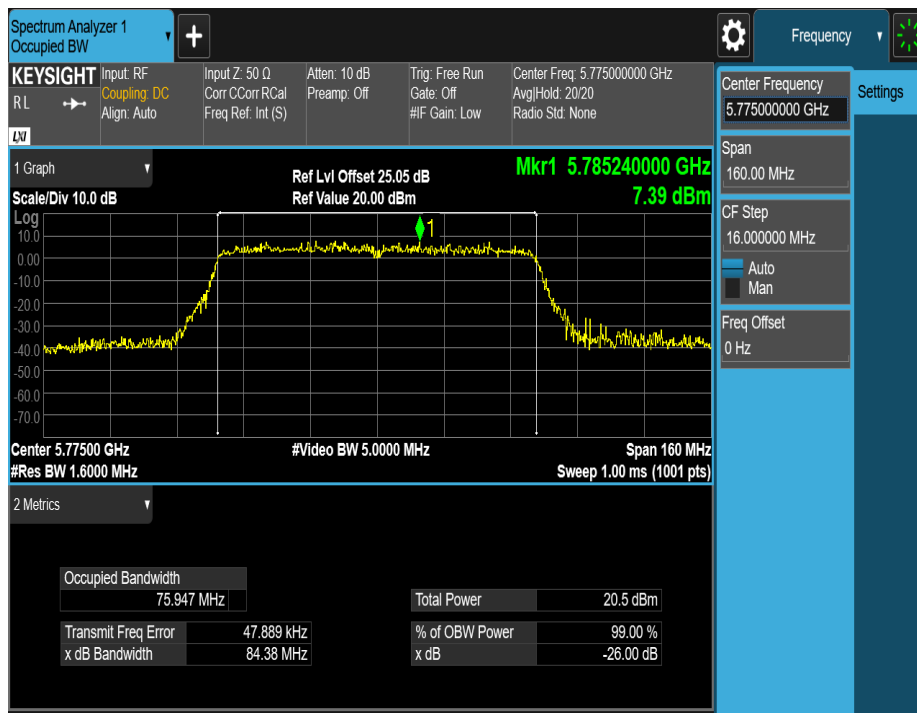 Spectrum Analyzer 1
Occupied BW
+
Frequency
KEYSIGHT
RL
LXI
Input: RF
Coupling: DC
Align: Auto
Input Z: 50 Ω
Corr CCorr RCal
Freq Ref: Int (S)
Atten: 10 dB
Preamp: Off
Trig: Free Run
Gate: Off
#IF Gain: Low
Center Freq: 5.775000000 GHz
Avg|Hold: 20/20
Radio Std: None
Center Frequency
5.775000000 GHz
Settings
Span
160.00 MHz
CF Step
16.000000 MHz
Auto
Man
Freq Offset
0 Hz
1 Graph
Scale/Div 10.0 dB
Ref Lvl Offset 25.05 dB
Ref Value 20.00 dBm
Mkr1 5.785240000 GHz
7.39 dBm
Log
10.0
0.00
-10.0
-20.0
-30.0
-40.0
-50.0
-60.0
-70.0
1
Center 5.77500 GHz
#Res BW 1.6000 MHz
#Video BW 5.0000 MHz
Span 160 MHz
Sweep 1.00 ms (1001 pts)
2 Metrics
Occupied Bandwidth
75.947 MHz
Total Power 20.5 dBm
Transmit Freq Error 47.889 kHz
% of OBW Power 99.00 %
x dB Bandwidth 84.38 MHz
x dB -26.00 dB